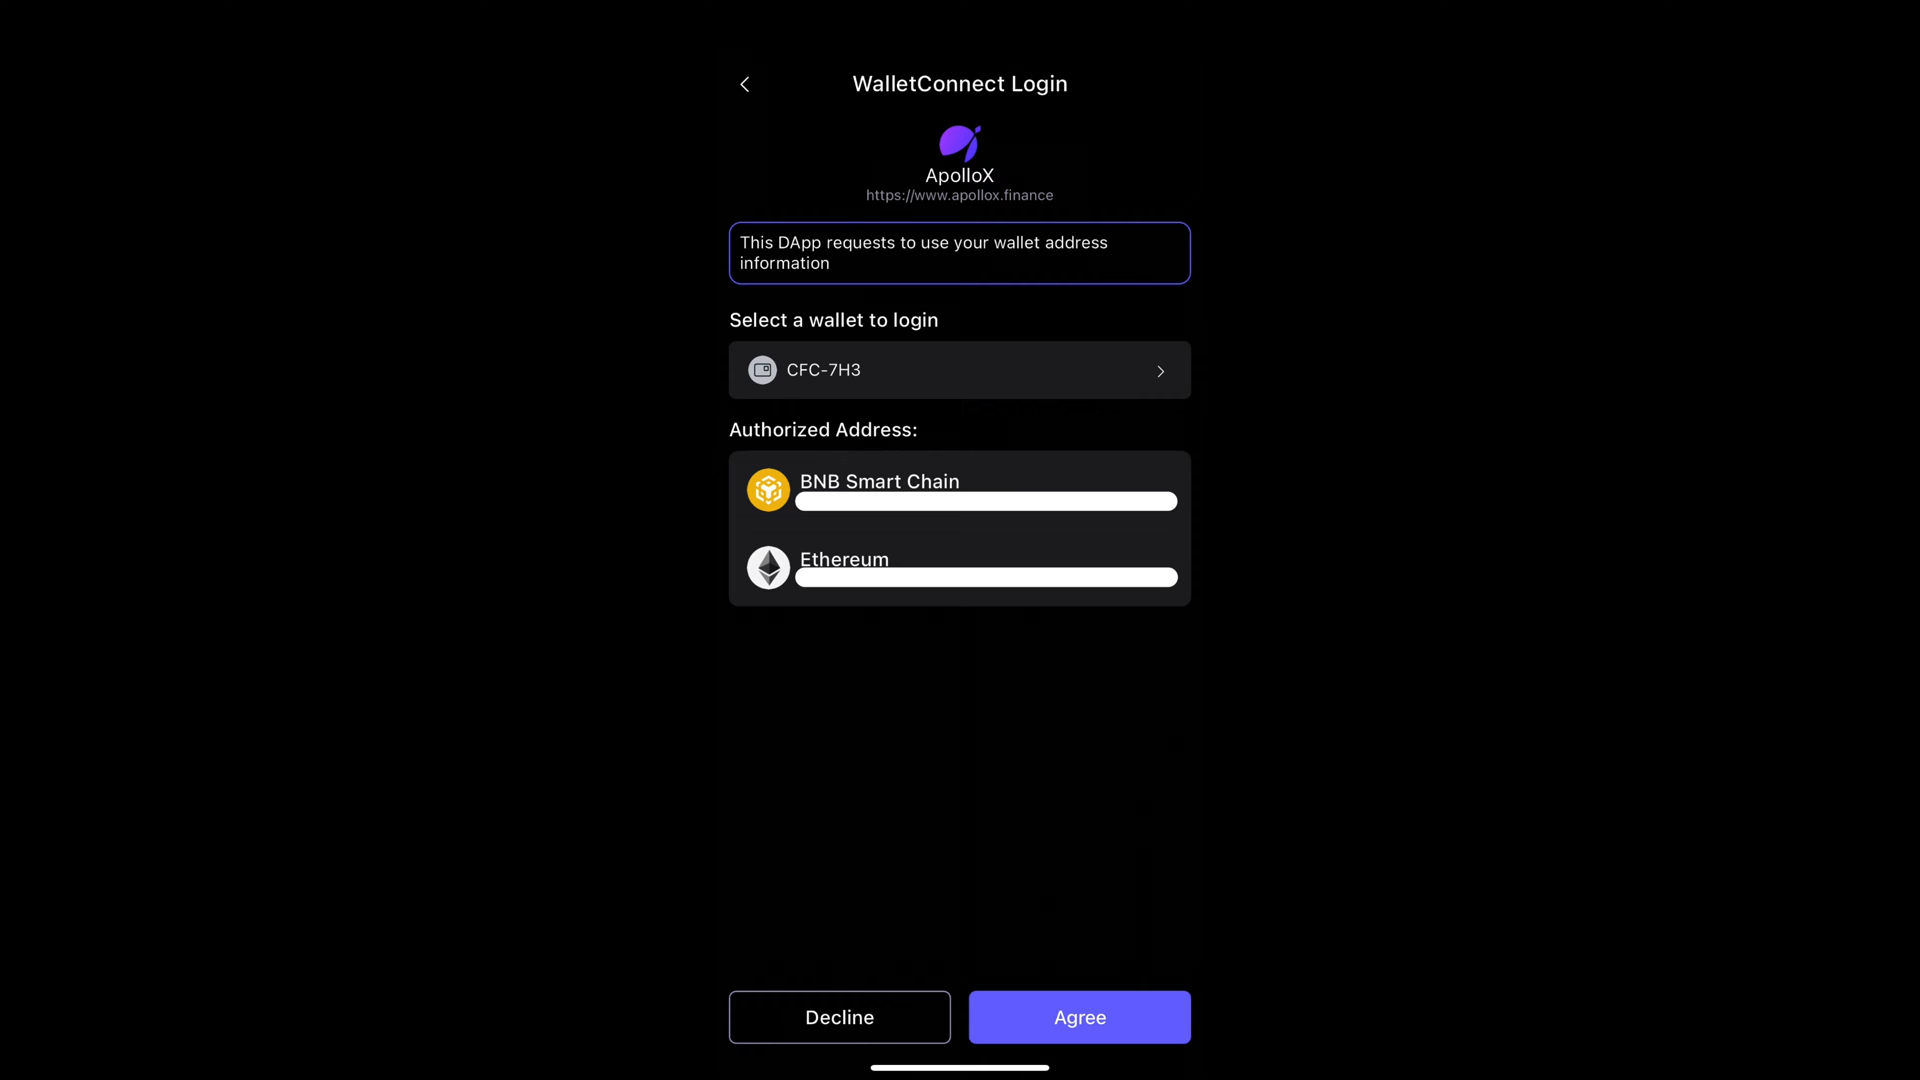 WalletConnect Login
ApolloX
https://www.apollox.finance
This DApp requests to use your wallet address
information
Select a wallet to login
CFC-7H3
Authorized Address:
BNB Smart Chain
Ethereum
Decline
Agree